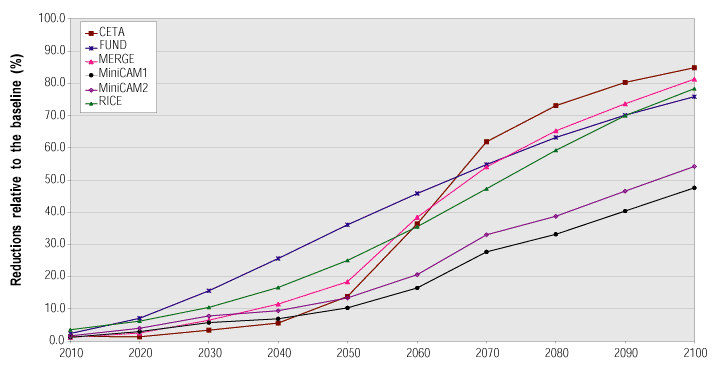 100.0
90.0
80.0
70.0
60.0
50.0
40.0
30.0
20.0
10.0
0.0
Reductions relative to the baseline (%)
CETA
FUND
MERGE
MiniCAM1
MiniCAM2
RICE
2010 2020 2030 2040 2050 2060 2070 2080 2090 2100